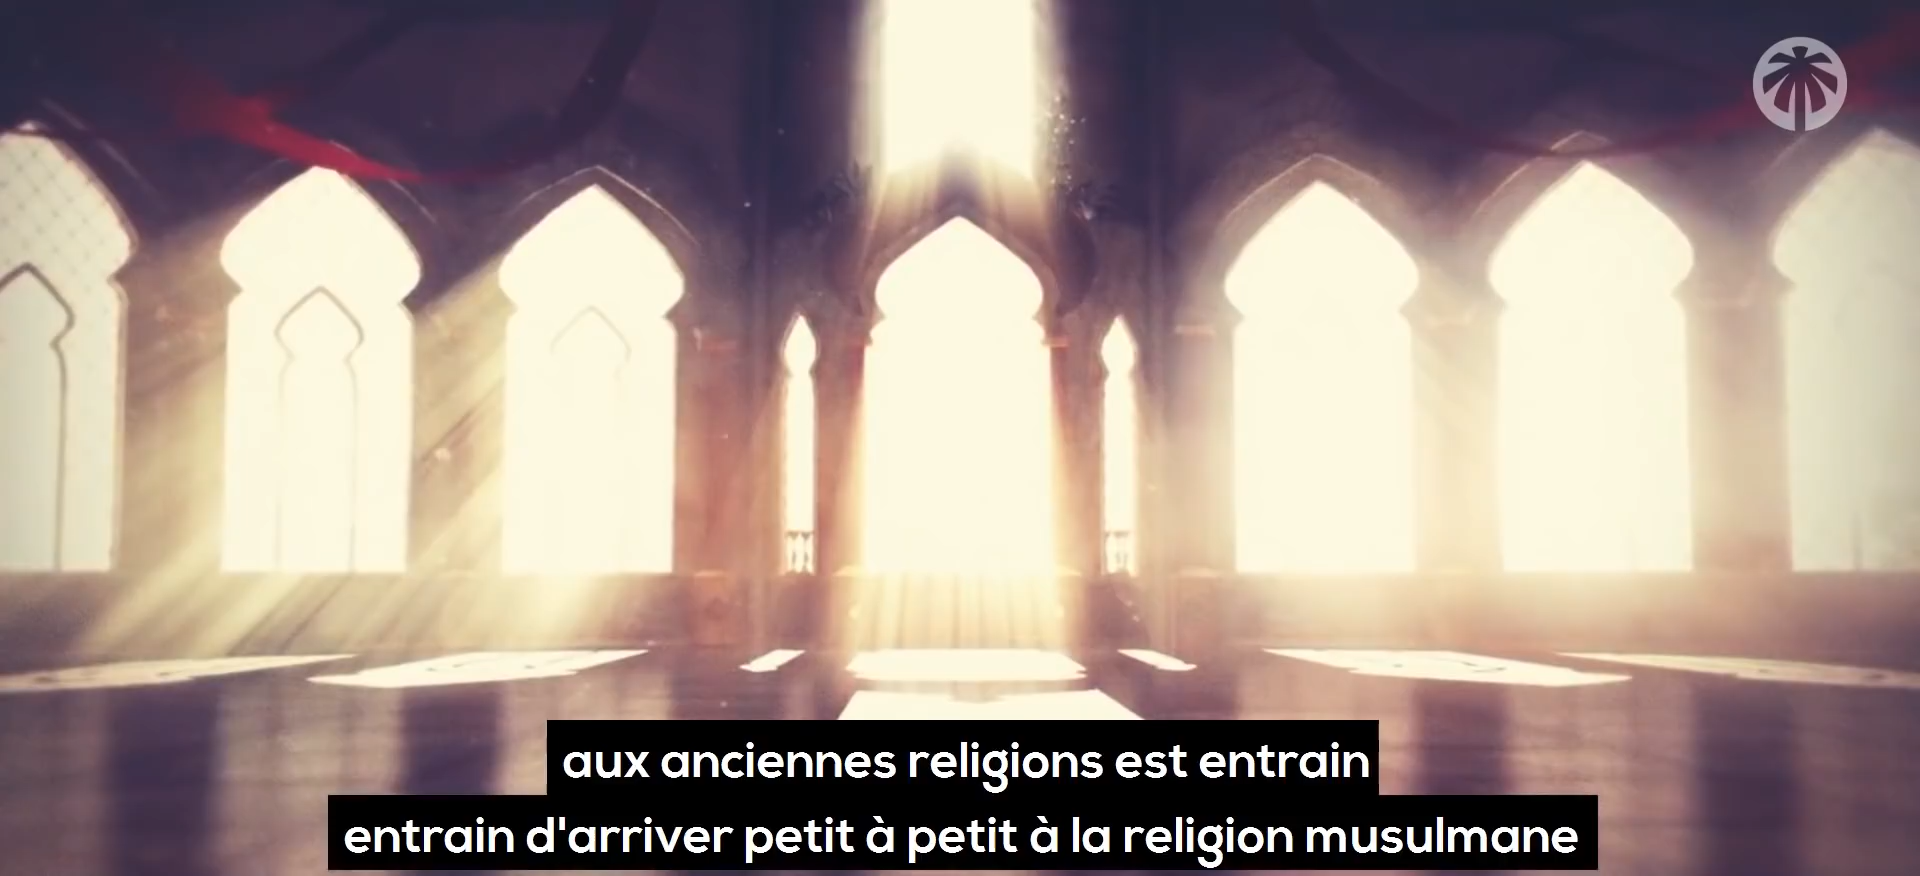 aux anciennes religions est entrain
entrain d'arriver petit à petit à la religion musulmane